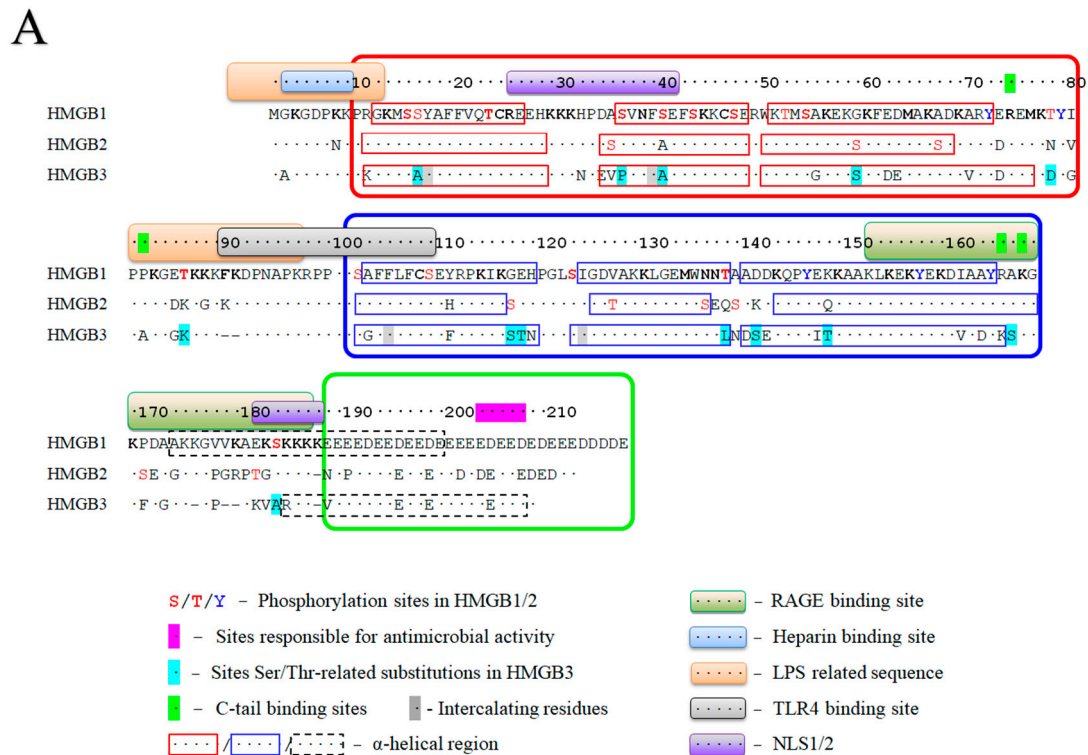 A
·····10········20········30········40········50········60········70········80
HMGB1 MGKGDPKKPRGKMSSYAFFVQTCREEHKKKHPDASVNFSEFSKKCSERWKTMSAKEKGKFEDMAKADKARYEREMKTYI
HMGB2 ······N··························S····A··················S·······S·····D····N·V
HMGB3 ·A·······K····A···············N·EVP···A··············G···S··DE······V··D····D·G
·········90·········100·······110·······120·······130·······140·······150·······160·····
HMGB1 PPKGETKKKFKDPNAPKRPP··SAFFLFCSEYRPKIKGEHPGLSIGDVAKKLGEMWNNTAADDKQPYEKKAAKLKEKYEKDIAAYRAKG
HMGB2 ····DK·G·K·····················H·····S·········T········SEQS·K······Q····················
HMGB3 ·A··GK···--············G·······F·····STN·················LNDSE·····IT············V·D·KS··
·170·······180·······190·······200·······210
HMGB1 KPDAAKKGVVKAEKSKKKKEEEEDEEDEEDEEEEEDEEDEDEEEDDDDE
HMGB2 ·SE·G···PGRPTG·····–N·P·····E··E···D·DE···EDED··
HMGB3 ·F·G···-·P--··KVAR···–V·······E··E······E····
S/T/Y – Phosphorylation sites in HMGB1/2
· – Sites responsible for antimicrobial activity
· – Sites Ser/Thr-related substitutions in HMGB3
· – C-tail binding sites · - Intercalating residues
·····/·····/····· – α-helical region
····· – RAGE binding site
····· – Heparin binding site
····· – LPS related sequence
····· – TLR4 binding site
····· – NLS1/2